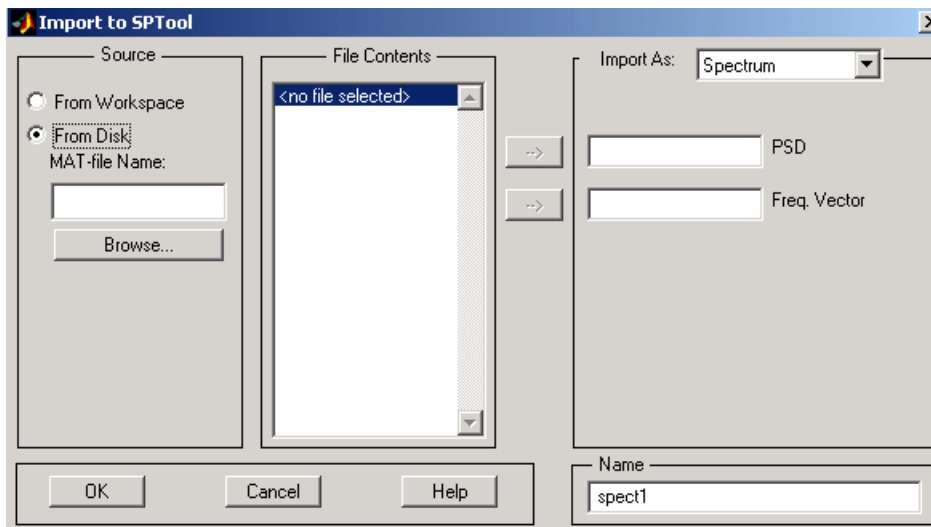 Import to SPTool
Source
From Workspace
From Disk
MAT-file Name:
Browse...
File Contents
<no file selected>
-->
-->
Import As: Spectrum
PSD
Freq. Vector
OK Cancel Help
Name
spect1